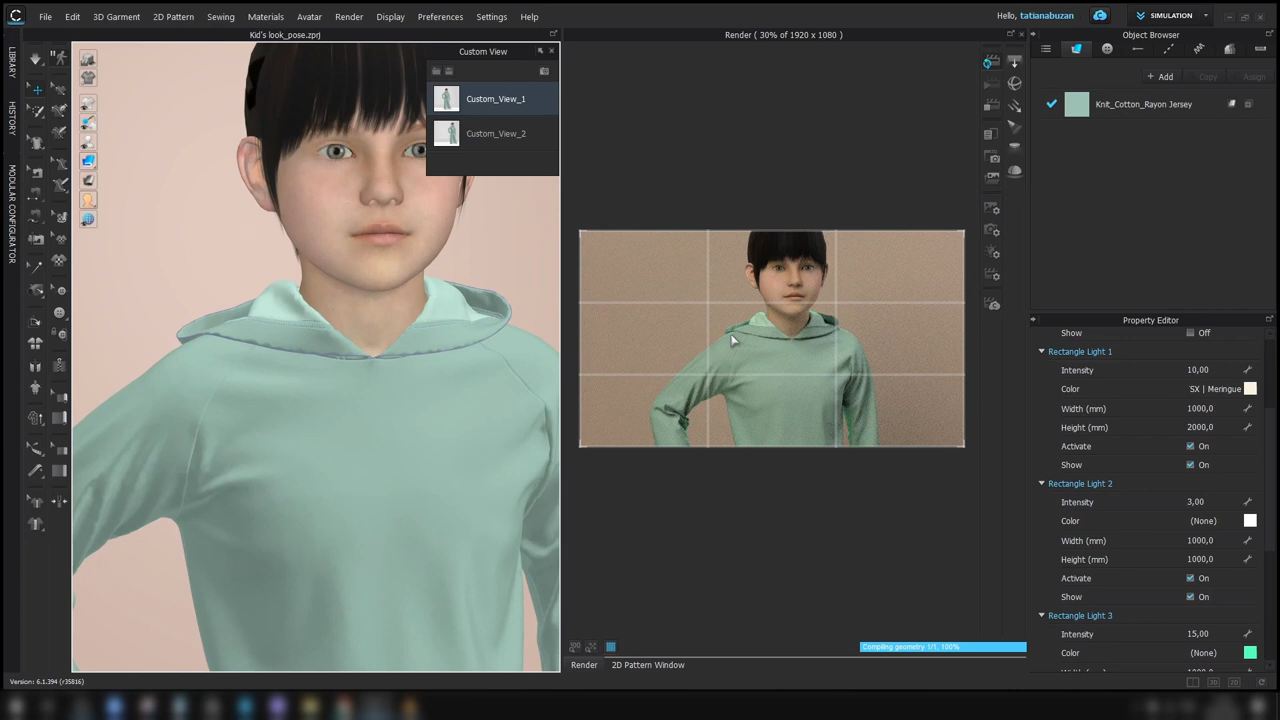 File Edit 3D Garment 2D Pattern Sewing Materials Avatar Render Display Preferences Settings Help
Hello, tatianabuzan SIMULATION
Kid's look_pose.zprj
Render ( 30% of 1920 x 1080 )
Object Browser
LIBRARY
HISTORY
MODULAR CONFIGURATOR
Custom View
Custom_View_1
Custom_View_2
+ Add Copy Assign
Knit_Cotton_Rayon Jersey
Property Editor
Show Off
Rectangle Light 1
Intensity 10,00
Color SX | Meringue
Width (mm) 1000,0
Height (mm) 2000,0
Activate On
Show On
Rectangle Light 2
Intensity 3,00
Color (None)
Width (mm) 1000,0
Height (mm) 1000,0
Activate On
Show On
Rectangle Light 3
Intensity 15,00
Color (None)
Compiling geometry 1/1, 100%
Render 2D Pattern Window
Version: 6.1.394 (r35816)
3D 2D